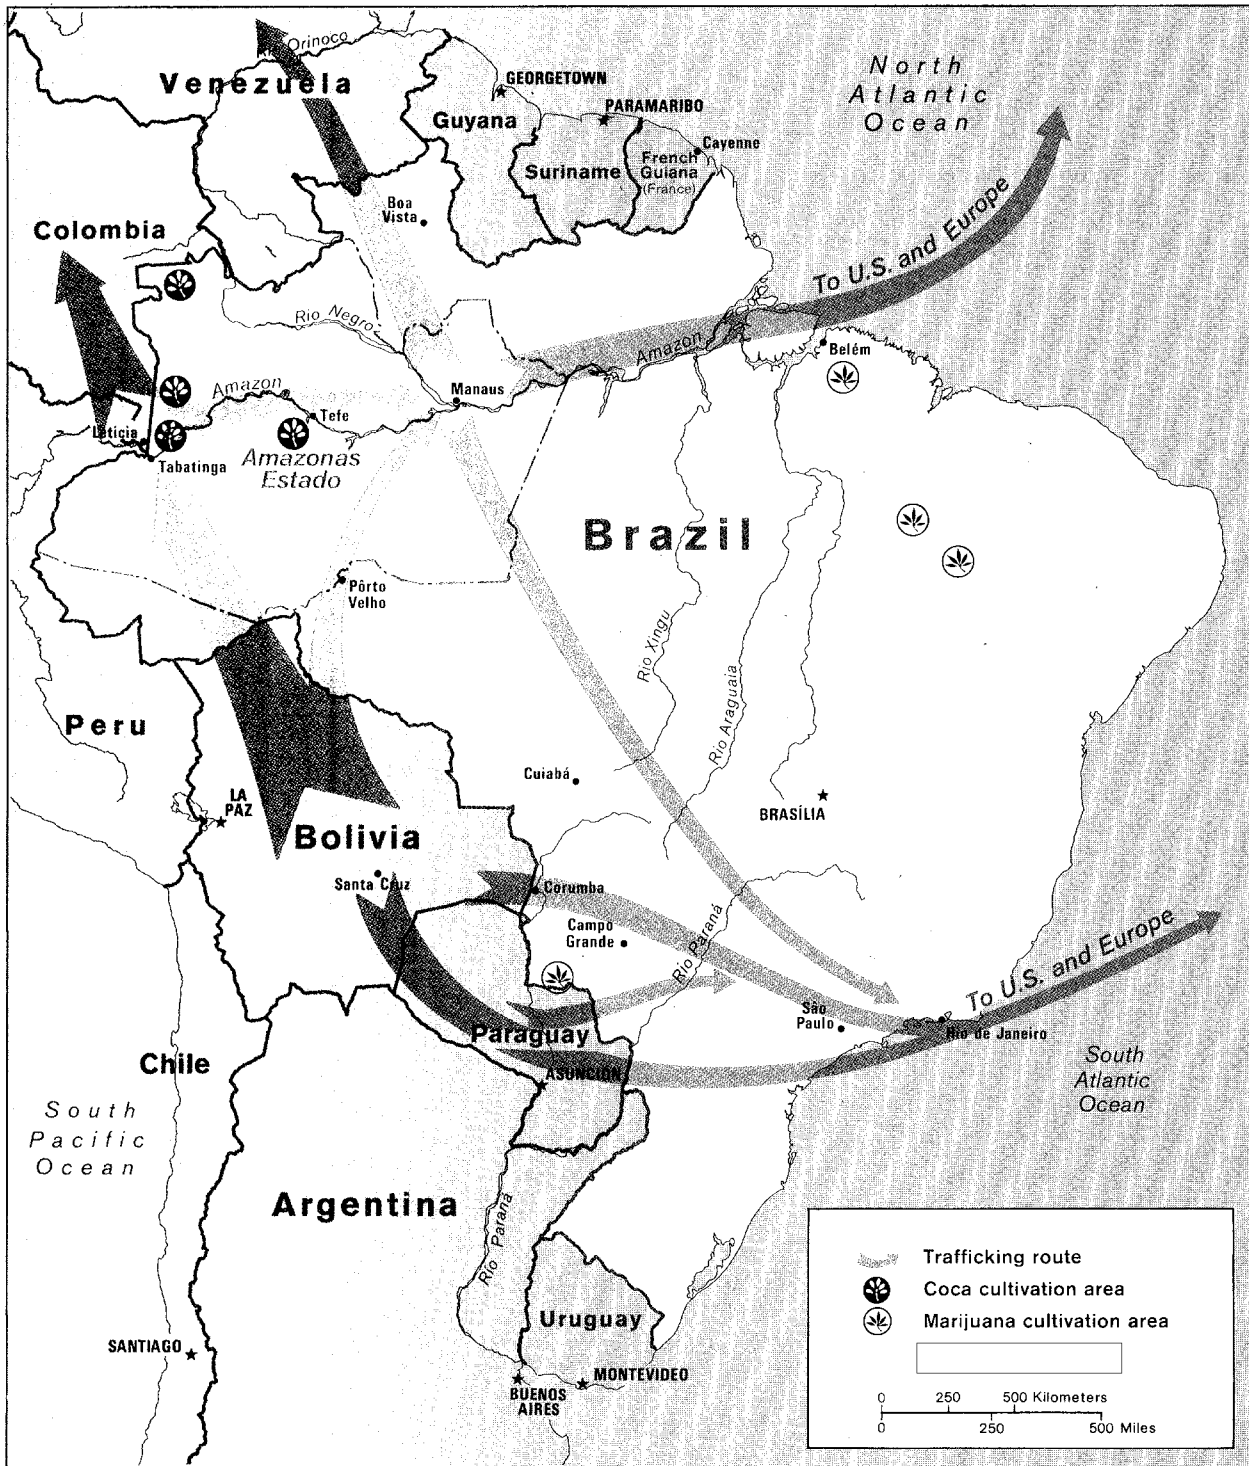 Orinoco
Venezuela
GEORGETOWN
Guyana
PARAMARIBO
Cayenne
Suriname
French
Guiana
(France)
North
Atlantic
Ocean
Boa
Vista
Colombia
To U.S. and Europe
Rio Negro
Amazon
Belém
Amazon
Manaus
Tefe
Leticia
Tabatinga
Amazonas
Estado
Brazil
Pôrto
Velho
Rio Xingu
Rio Araguaia
Peru
Cuiabá
BRASÍLIA
LA
PAZ
Bolivia
Santa Cruz
Corumba
Campo
Grande
Rio Paraná
To U.S. and Europe
São
Paulo
Rio de Janeiro
Paraguay
ASUNCIÓN
Chile
South
Atlantic
Ocean
South
Pacific
Ocean
Argentina
Rio Paraná
Uruguay
SANTIAGO
MONTEVIDEO
BUENOS
AIRES
Trafficking route
Coca cultivation area
Marijuana cultivation area
0 250 500 Kilometers
0 250 500 Miles